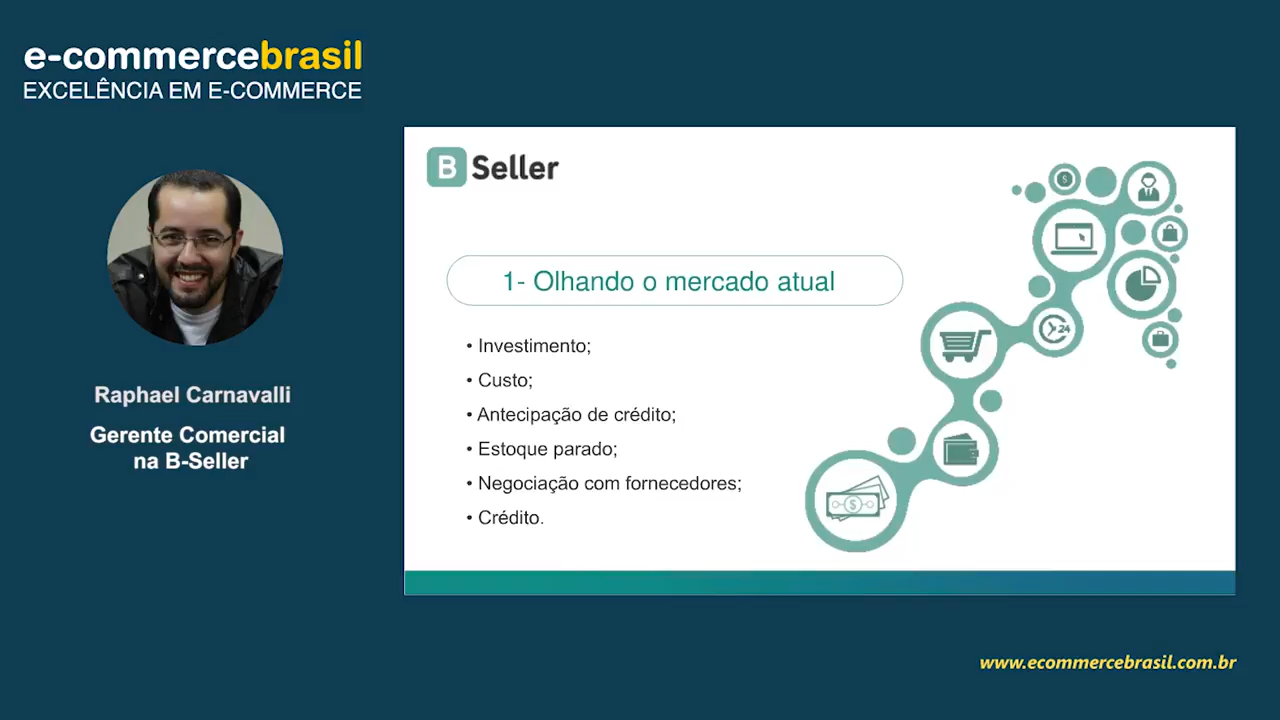 e-commercebrasil
EXCELÊNCIA EM E-COMMERCE
B Seller
1- Olhando o mercado atual
• Investimento;
• Custo;
• Antecipação de crédito;
• Estoque parado;
• Negociação com fornecedores;
• Crédito.
$
24
$
Raphael Carnavalli
Gerente Comercial
na B-Seller
www.ecommercebrasil.com.br